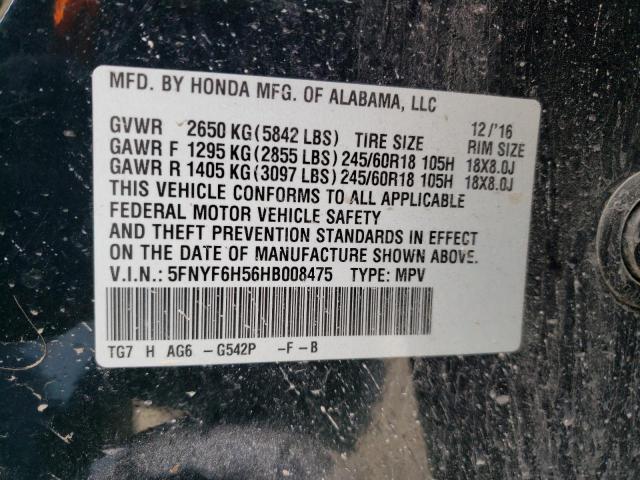 MFD. BY HONDA MFG. OF ALABAMA, LLC
12/'16
GVWR 2650 KG(5842 LBS) TIRE SIZE RIM SIZE
GAWR F 1295 KG(2855 LBS) 245/60R18 105H 18X8.0J
GAWR R 1405 KG(3097 LBS) 245/60R18 105H 18X8.0J
THIS VEHICLE CONFORMS TO ALL APPLICABLE
FEDERAL MOTOR VEHICLE SAFETY
AND THEFT PREVENTION STANDARDS IN EFFECT
ON THE DATE OF MANUFACTURE SHOWN ABOVE.
V.I.N.: 5FNYF6H56HB008475 TYPE: MPV
TG7 H AG6 -G542P -F-B